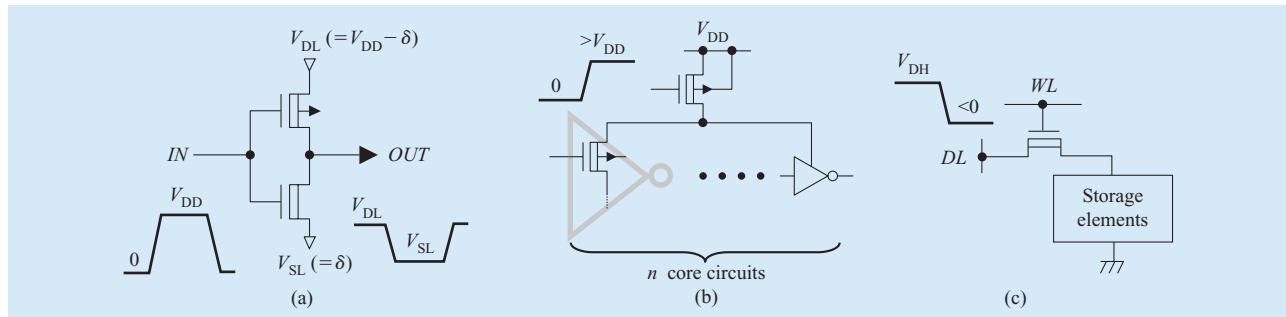 V_DL (=V_DD − δ)
IN
OUT
V_DD
0
V_DL
V_SL
V_SL (= δ)
(a)
>V_DD
0
V_DD
n core circuits
(b)
V_DH
<0
WL
DL
Storage
elements
(c)